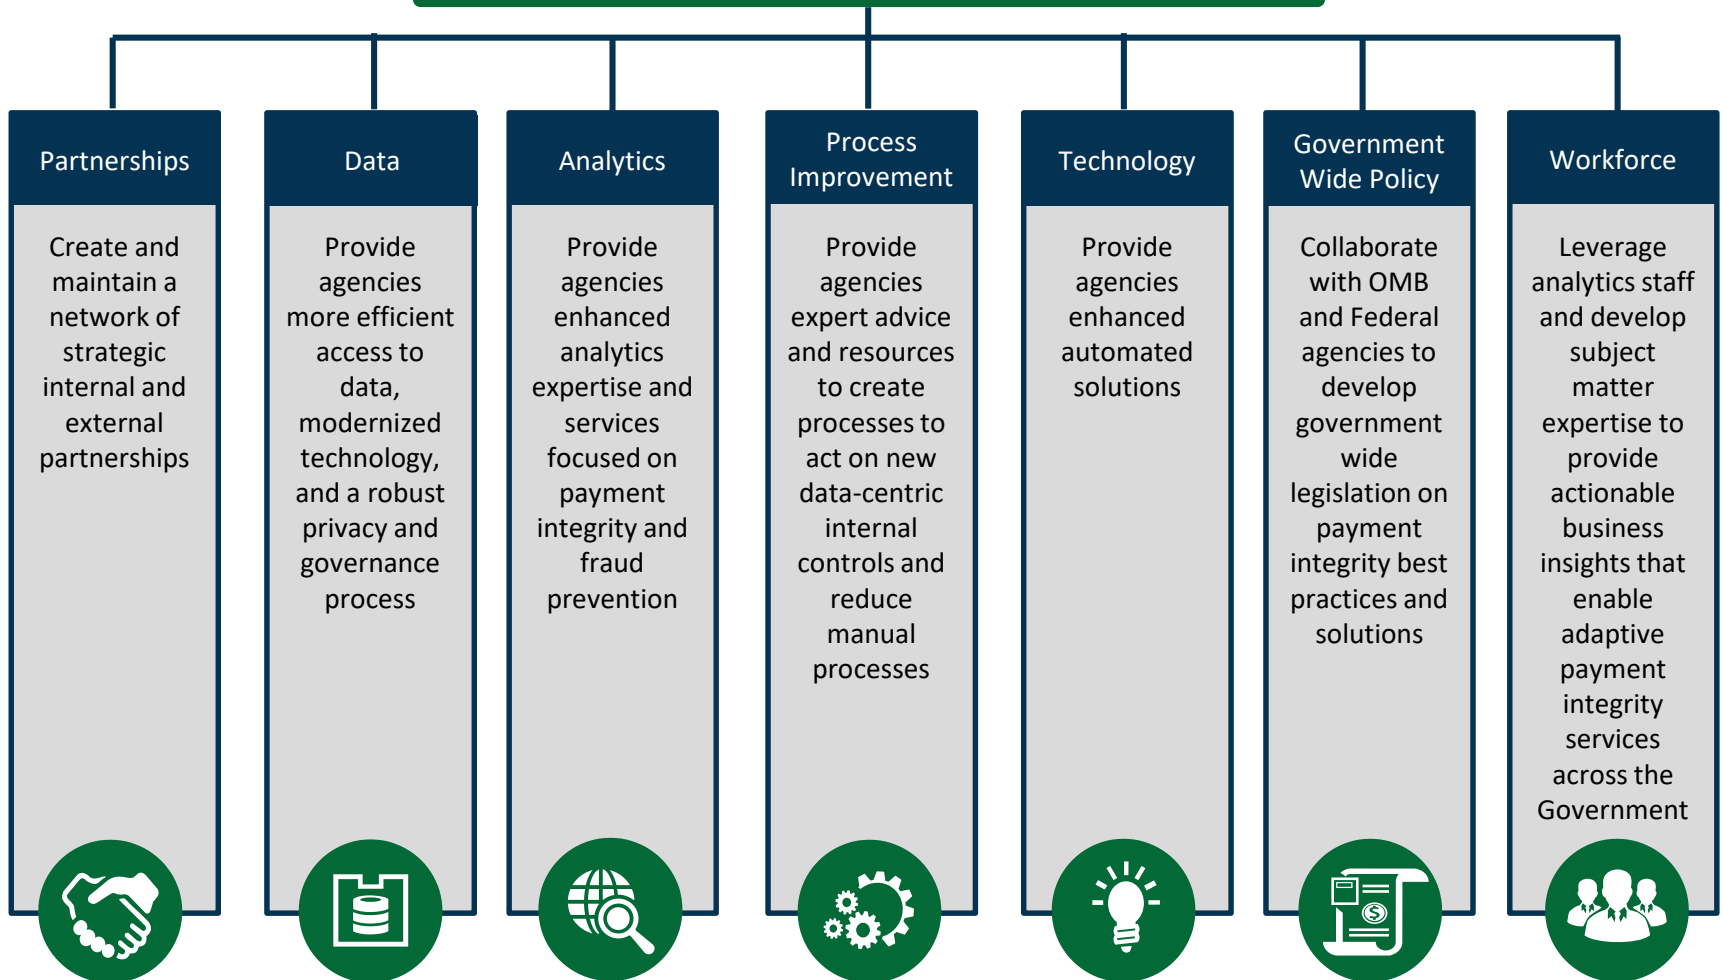 Partnerships
Create and
maintain a
network of
strategic
internal and
external
partnerships
Data
Provide
agencies
more efficient
access to
data,
modernized
technology,
and a robust
privacy and
governance
process
Analytics
Provide
agencies
enhanced
analytics
expertise and
services
focused on
payment
integrity and
fraud
prevention
Process
Improvement
Provide
agencies
expert advice
and resources
to create
processes to
act on new
data-centric
internal
controls and
reduce
manual
processes
Technology
Provide
agencies
enhanced
automated
solutions
Government
Wide Policy
Collaborate
with OMB
and Federal
agencies to
develop
government
wide
legislation on
payment
integrity best
practices and
solutions
$
Workforce
Leverage
analytics staff
and develop
subject
matter
expertise to
provide
actionable
business
insights that
enable
adaptive
payment
integrity
services
across the
Government